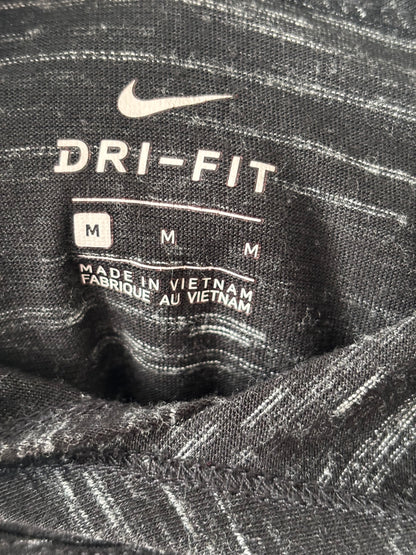 DRI-FIT
M M M
MADE IN VIETNAM
FABRIQUE AU VIETNAM